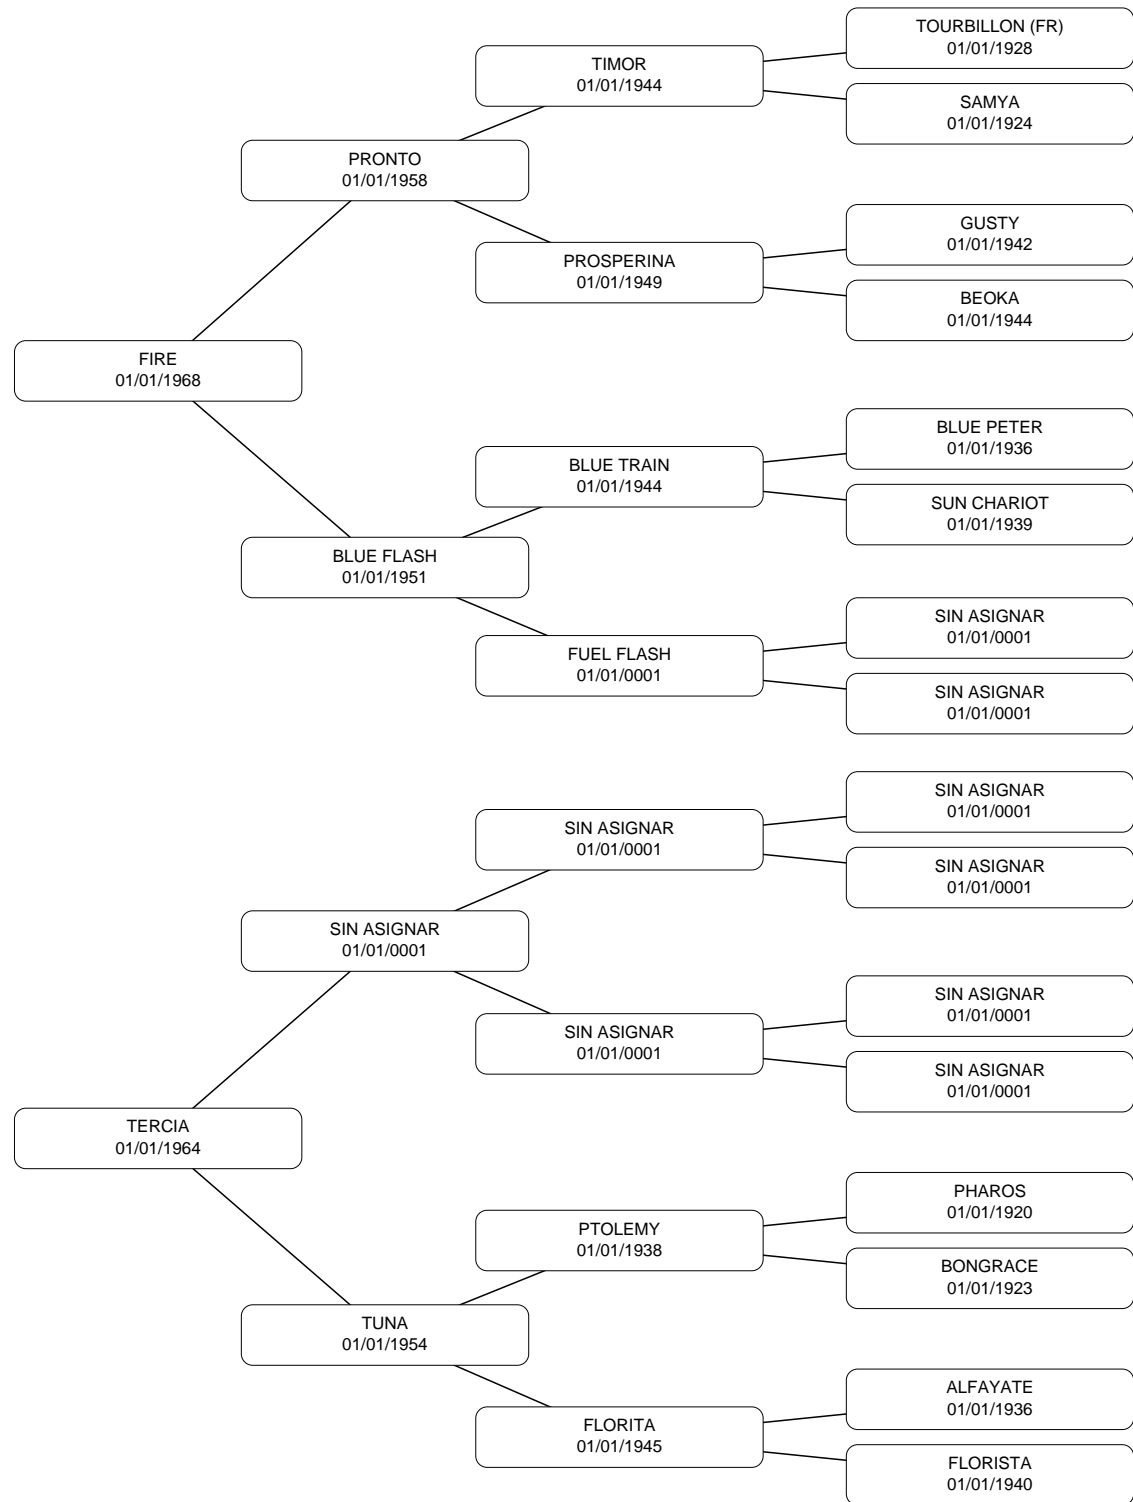 TOURBILLON (FR)
01/01/1928
TIMOR
01/01/1944
SAMYA
01/01/1924
PRONTO
01/01/1958
GUSTY
01/01/1942
PROSPERINA
01/01/1949
BEOKA
01/01/1944
FIRE
01/01/1968
BLUE PETER
01/01/1936
BLUE TRAIN
01/01/1944
SUN CHARIOT
01/01/1939
BLUE FLASH
01/01/1951
SIN ASIGNAR
01/01/0001
FUEL FLASH
01/01/0001
SIN ASIGNAR
01/01/0001
SIN ASIGNAR
01/01/0001
SIN ASIGNAR
01/01/0001
SIN ASIGNAR
01/01/0001
SIN ASIGNAR
01/01/0001
SIN ASIGNAR
01/01/0001
SIN ASIGNAR
01/01/0001
SIN ASIGNAR
01/01/0001
TERCIA
01/01/1964
PHAROS
01/01/1920
PTOLEMY
01/01/1938
BONGRACE
01/01/1923
TUNA
01/01/1954
ALFAYATE
01/01/1936
FLORITA
01/01/1945
FLORISTA
01/01/1940